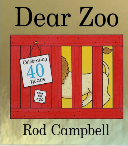 Dear Zoo
Celebrating
40
YEARS
Rod Campbell